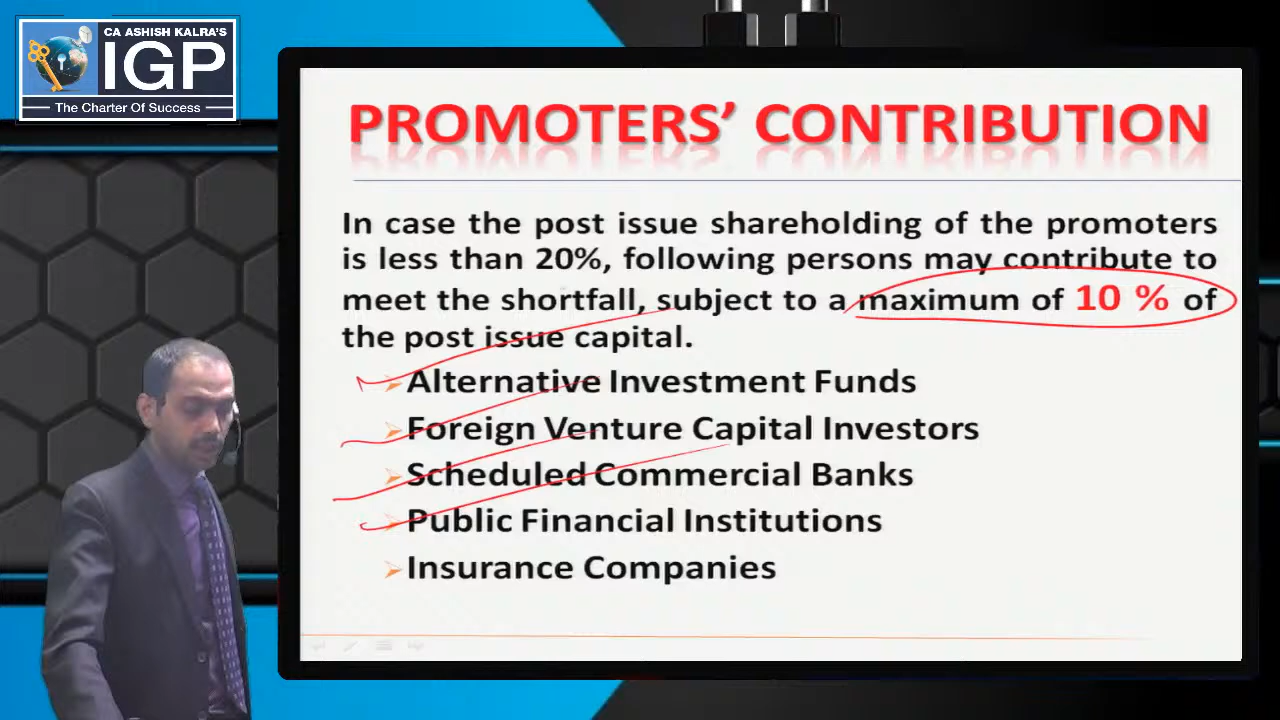 CA ASHISH KALRA'S
IGP
The Charter Of Success
PROMOTERS' CONTRIBUTION
In case the post issue shareholding of the promoters
is less than 20%, following persons may contribute to
meet the shortfall, subject to a maximum of 10 % of
the post issue capital.
Alternative Investment Funds
Foreign Venture Capital Investors
Scheduled Commercial Banks
Public Financial Institutions
Insurance Companies